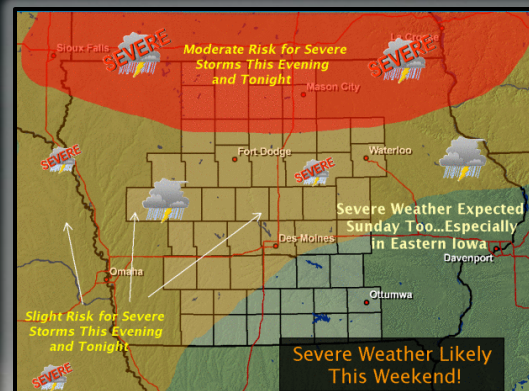 Sioux Falls
SEVERE
Moderate Risk for Severe
Storms This Evening
and Tonight
La Crosse
SEVERE
Mason City
SEVERE
Fort Dodge
SEVERE
Waterloo
Severe Weather Expected
Sunday Too...Especially
in Eastern Iowa
Des Moines
Davenport
Omaha
Ottumwa
Slight Risk for Severe
Storms This Evening
and Tonight
SEVERE
Severe Weather Likely
This Weekend!